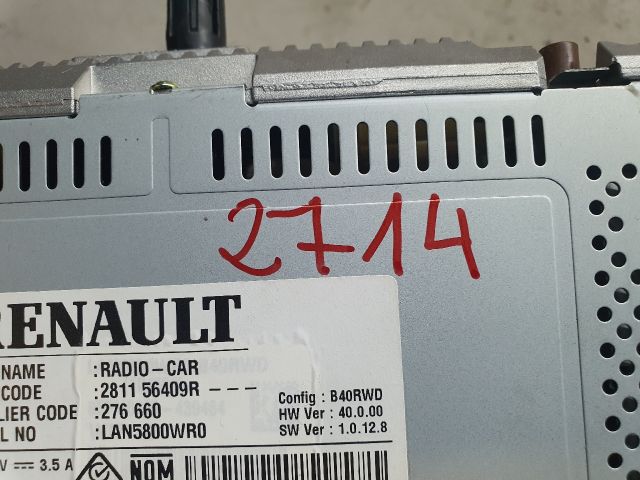 2714
RENAULT
NAME : RADIO-CAR
CODE : 2811 56409R ---
LIER CODE : 276 660
L NO : LAN5800WR0
Config : B40RWD
HW Ver : 40.0.00
SW Ver : 1.0.12.8
V ⎓ 3.5 A
NOM